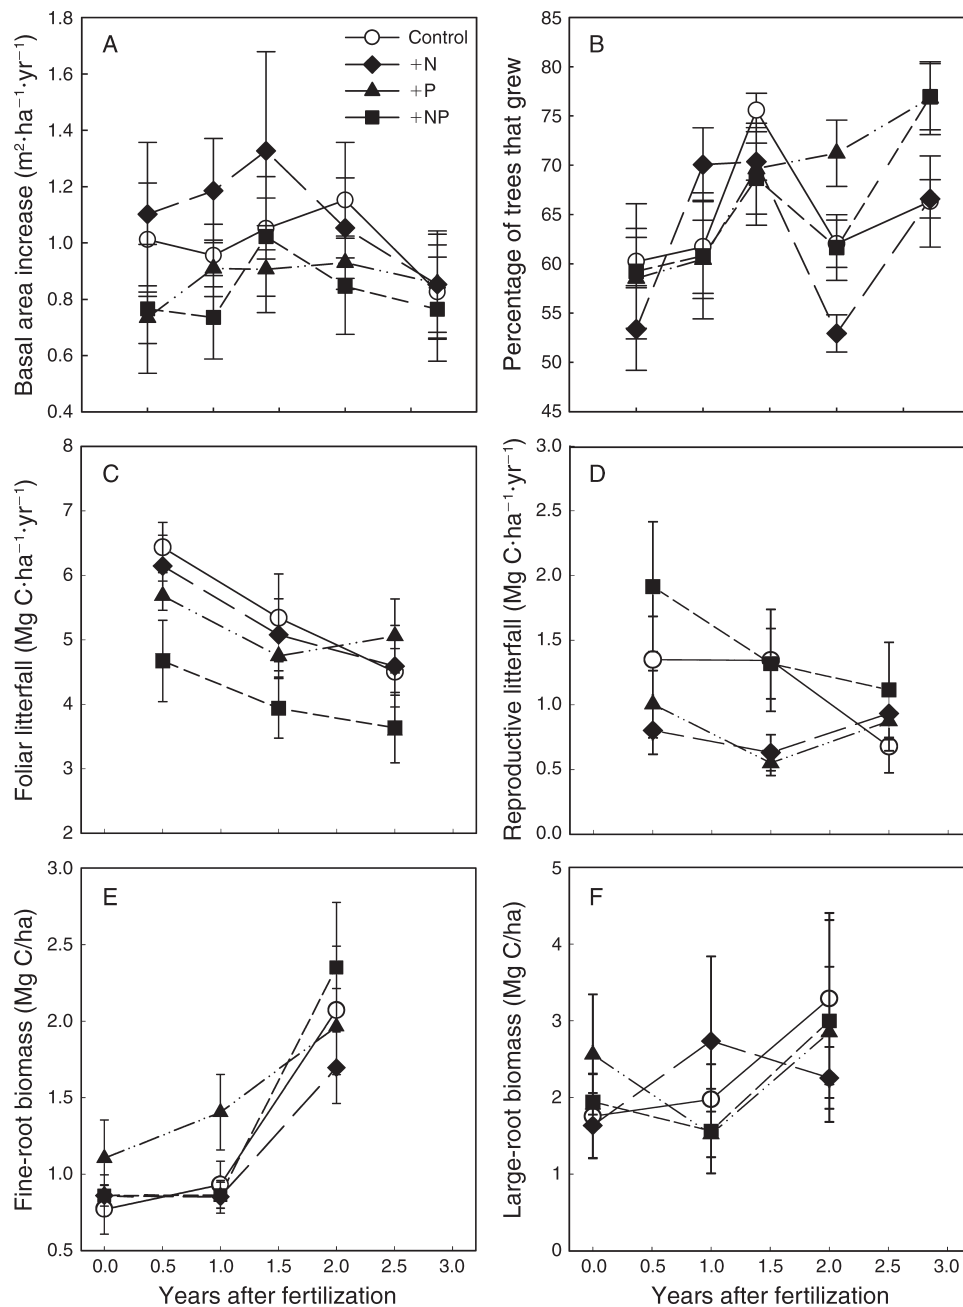 A
Control
+N
+P
+NP
Basal area increase (m²·ha⁻¹·yr⁻¹)
1.8
1.6
1.4
1.2
1.0
0.8
0.6
0.4
B
Percentage of trees that grew
85
80
75
70
65
60
55
50
45
C
Foliar litterfall (Mg C·ha⁻¹·yr⁻¹)
8
7
6
5
4
3
2
D
Reproductive litterfall (Mg C·ha⁻¹·yr⁻¹)
3.0
2.5
2.0
1.5
1.0
0.5
0.0
E
Fine-root biomass (Mg C/ha)
3.0
2.5
2.0
1.5
1.0
0.5
0.0 0.5 1.0 1.5 2.0 2.5 3.0
Years after fertilization
F
Large-root biomass (Mg C/ha)
5
4
3
2
1
0
0.0 0.5 1.0 1.5 2.0 2.5 3.0
Years after fertilization